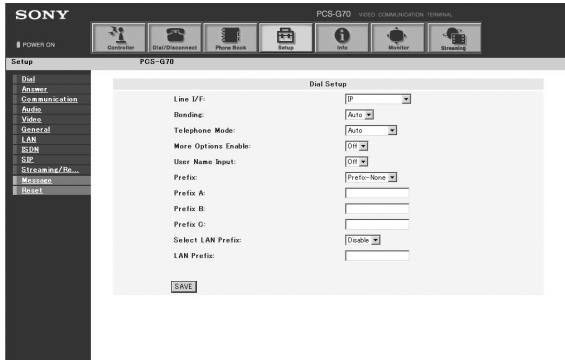 SONY
PCS-G70 VIDEO COMMUNICATION TERMINAL
POWER ON
Controller Dial/Disconnect Phone Book Setup Info Monitor Streaming
Setup PCS-G70
Dial
Answer
Communication
Audio
Video
General
LAN
ISDN
SIP
Streaming/Re...
Message
Reset
Dial Setup
Line I/F: IP
Bonding: Auto
Telephone Mode: Auto
More Options Enable: Off
User Name Input: Off
Prefix: Prefix-None
Prefix A:
Prefix B:
Prefix C:
Select LAN Prefix: Disable
LAN Prefix:
SAVE